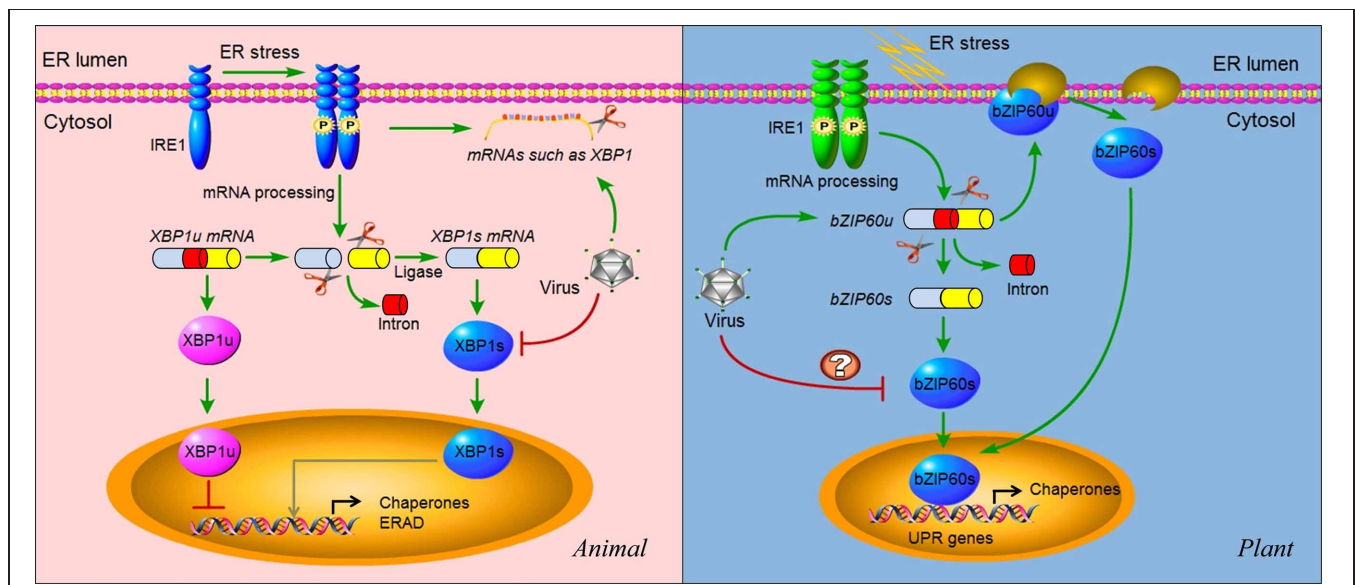 ER lumen
ER stress
Cytosol
IRE1
P P
mRNAs such as XBP1
mRNA processing
XBP1u mRNA
XBP1s mRNA
Ligase
Intron
Virus
XBP1u
XBP1s
XBP1u
XBP1s
Chaperones
ERAD
Animal
ER stress
ER lumen
Cytosol
bZIP60u
bZIP60s
IRE1
P P
mRNA processing
bZIP60u
Intron
Virus
bZIP60s
?
bZIP60s
bZIP60s
Chaperones
UPR genes
Plant